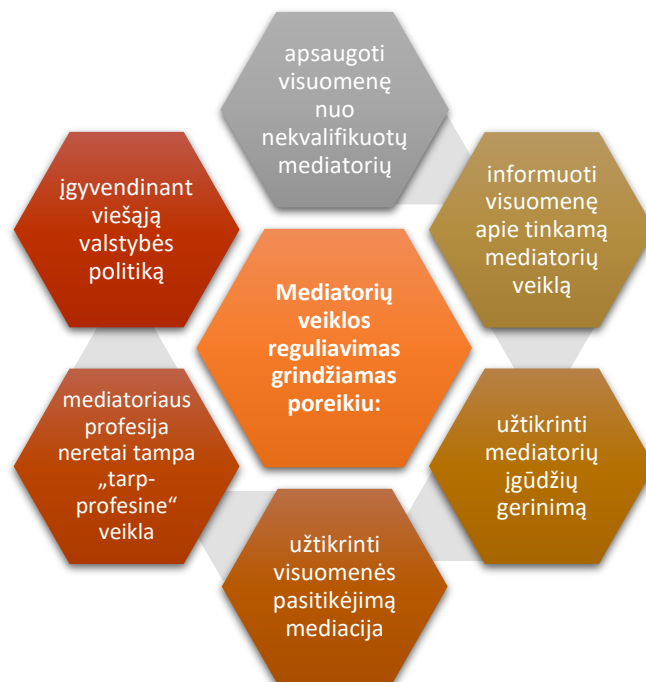 apsaugoti
visuomenę
nuo
nekvalifikuotų
mediatorių
informuoti
visuomenę
apie tinkamą
mediatorių
veiklą
užtikrinti
mediatorių
įgūdžių
gerinimą
užtikrinti
visuomenės
pasitikėjimą
mediacija
mediatoriaus
profesija
neretai tampa
„tarp-
profesine“
veikla
įgyvendinant
viešąją
valstybės
politiką
Mediatorių
veiklos
reguliavimas
grindžiamas
poreikiu: